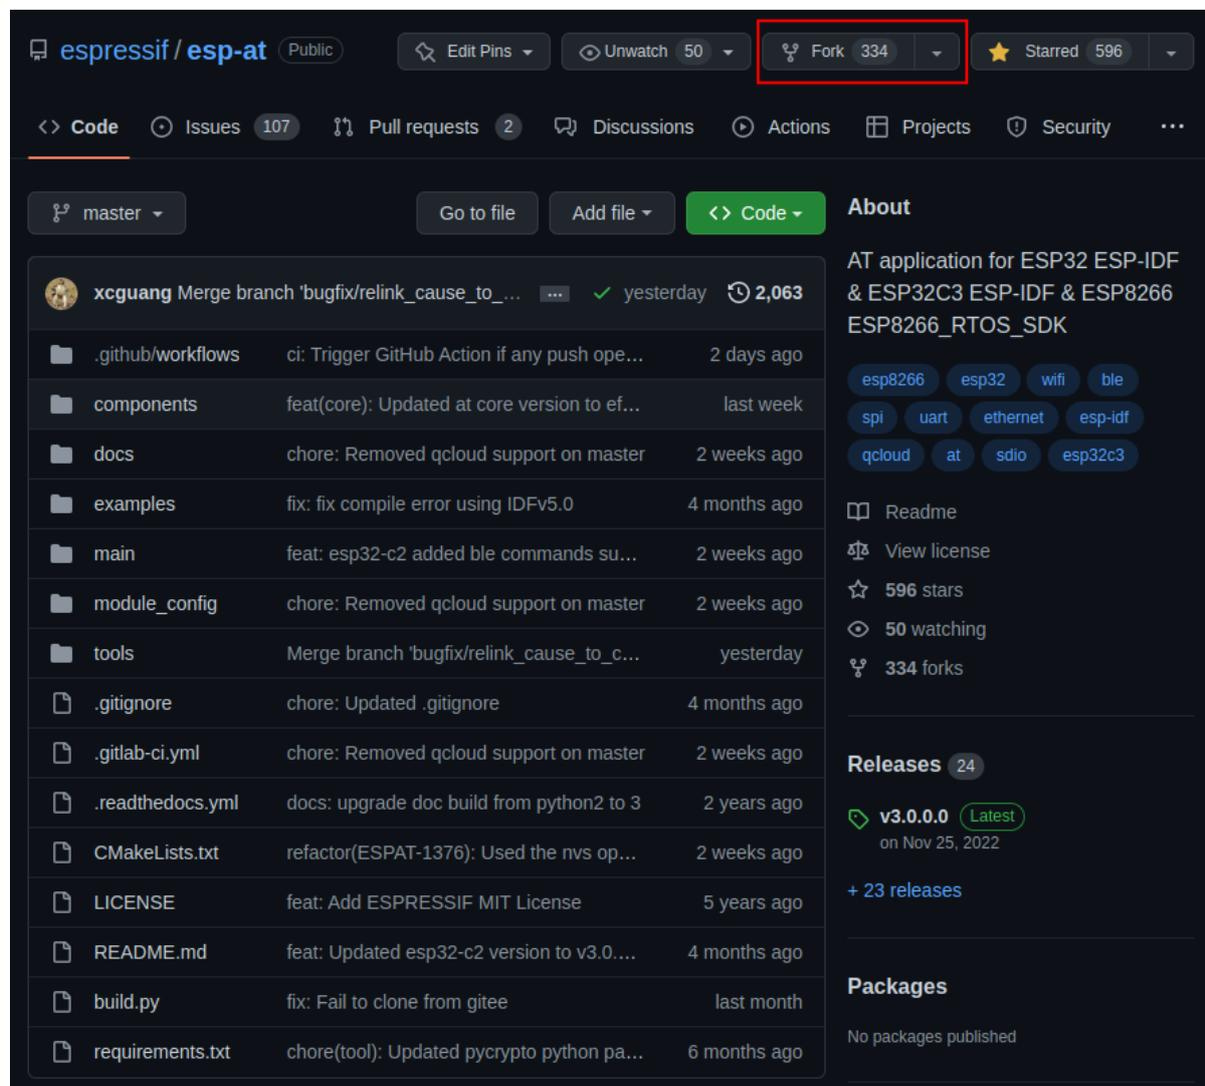 espressif / esp-at Public Edit Pins Unwatch 50 Fork 334 Starred 596
Code Issues 107 Pull requests 2 Discussions Actions Projects Security ...
master Go to file Add file Code
xcguang Merge branch 'bugfix/relink_cause_to_... ... yesterday 2,063
.github/workflows ci: Trigger GitHub Action if any push ope... 2 days ago
components feat(core): Updated at core version to ef... last week
docs chore: Removed qcloud support on master 2 weeks ago
examples fix: fix compile error using IDFv5.0 4 months ago
main feat: esp32-c2 added ble commands su... 2 weeks ago
module_config chore: Removed qcloud support on master 2 weeks ago
tools Merge branch 'bugfix/relink_cause_to_c... yesterday
.gitignore chore: Updated .gitignore 4 months ago
.gitlab-ci.yml chore: Removed qcloud support on master 2 weeks ago
.readthedocs.yml docs: upgrade doc build from python2 to 3 2 years ago
CMakeLists.txt refactor(ESPAT-1376): Used the nvs op... 2 weeks ago
LICENSE feat: Add ESPRESSIF MIT License 5 years ago
README.md feat: Updated esp32-c2 version to v3.0.... 4 months ago
build.py fix: Fail to clone from gitee last month
requirements.txt chore(tool): Updated pycrypto python pa... 6 months ago
About
AT application for ESP32 ESP-IDF
& ESP32C3 ESP-IDF & ESP8266
ESP8266_RTOS_SDK
esp8266 esp32 wifi ble
spi uart ethernet esp-idf
qcloud at sdio esp32c3
Readme
View license
596 stars
50 watching
334 forks
Releases 24
v3.0.0.0 Latest
on Nov 25, 2022
+ 23 releases
Packages
No packages published